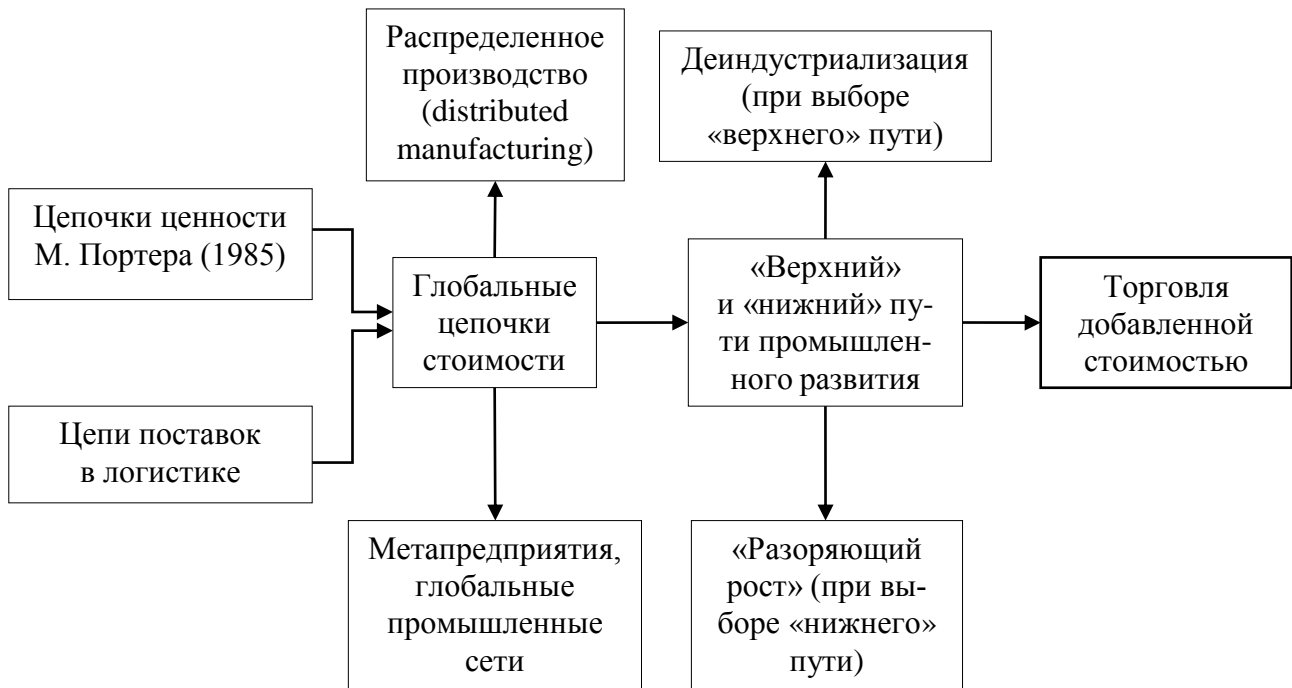 Распределенное
производство
(distributed
manufacturing)
Деиндустриализация
(при выборе
«верхнего» пути)
Цепочки ценности
М. Портера (1985)
Глобальные
цепочки
стоимости
«Верхний»
и «нижний» пу-
ти промышлен-
ного развития
Торговля
добавленной
стоимостью
Цепи поставок
в логистике
Метапредприятия,
глобальные
промышленные
сети
«Разоряющий
рост» (при вы-
боре «нижнего»
пути)